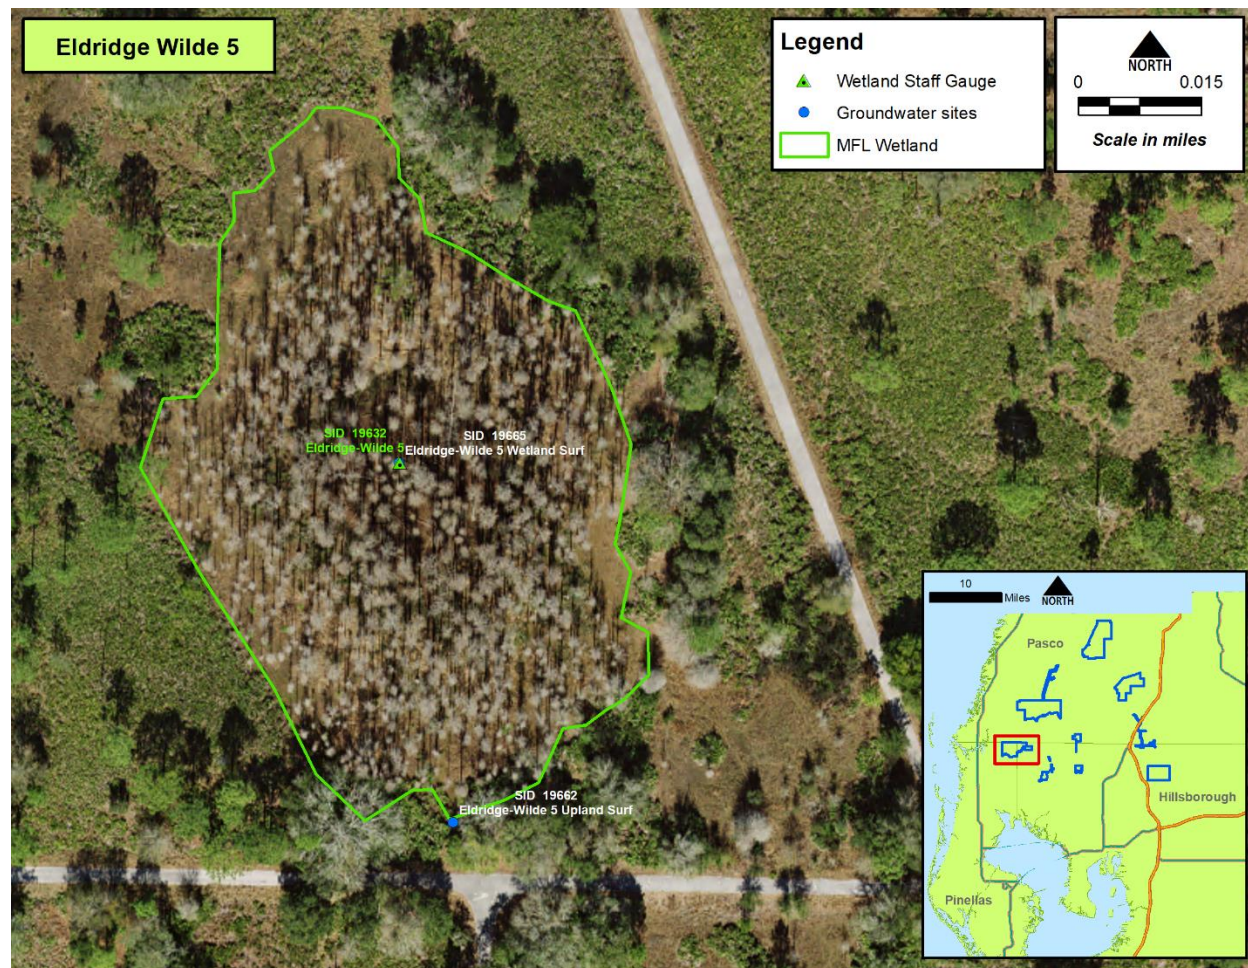 Eldridge Wilde 5
Legend
Wetland Staff Gauge
Groundwater sites
MFL Wetland
NORTH
0 0.015
Scale in miles
SID 19632
Eldridge-Wilde 5
SID 19665
Eldridge-Wilde 5 Wetland Surf
SID 19662
Eldridge-Wilde 5 Upland Surf
10
Miles
NORTH
Pasco
Hillsborough
Pinellas